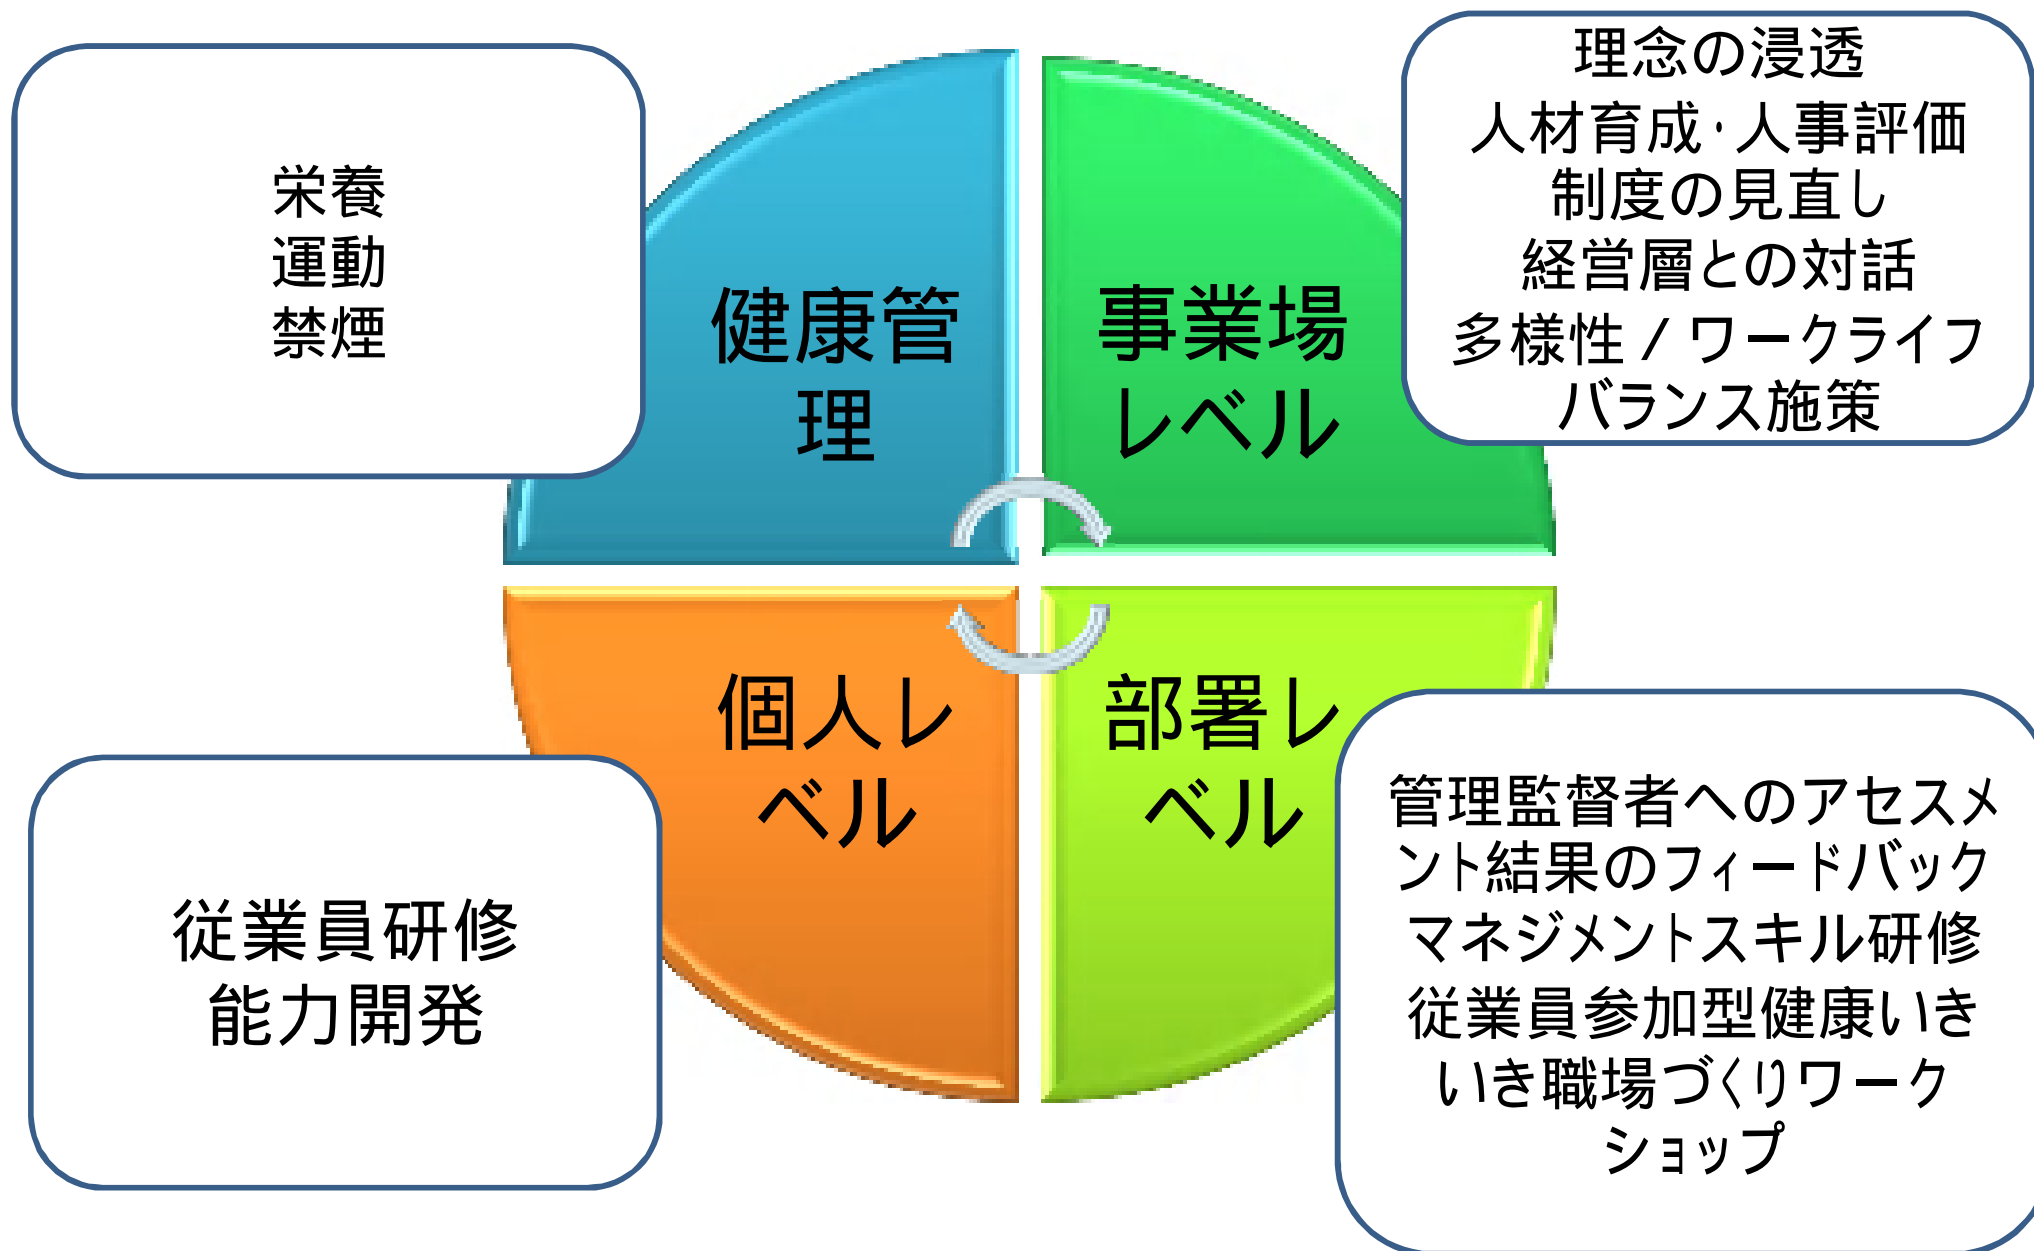 栄養
運動
禁煙
健康管
理
事業場
レベル
理念の浸透
人材育成・人事評価
制度の見直し
経営層との対話
多様性/ワークライフ
バランス施策
個人レ
ベル
従業員研修
能力開発
部署レ
ベル
管理監督者へのアセスメ
ント結果のフィードバック
マネジメントスキル研修
従業員参加型健康いき
いき職場づくりワーク
ショップ